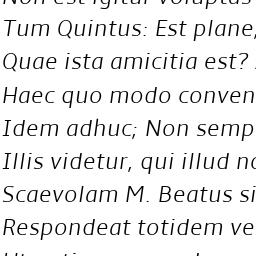 Non est igitur voluptas
Tum Quintus: Est plane,
Quae ista amicitia est?
Haec quo modo conven
Idem adhuc; Non semp
Illis videtur, qui illud no
Scaevolam M. Beatus si
Respondeat totidem ve